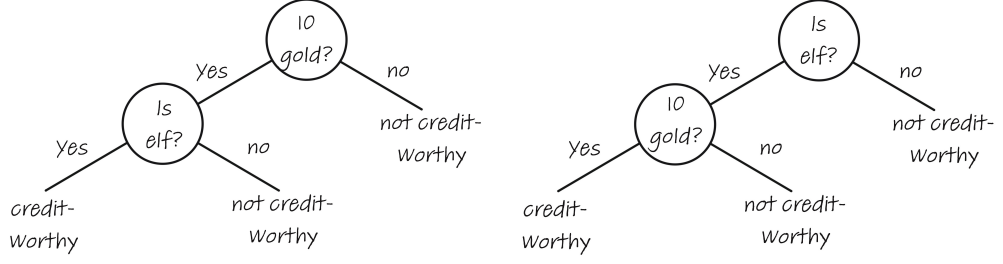 10
gold?
Yes
no
Is
elf?
not credit-
worthy
Yes
no
credit-
worthy
not credit-
worthy
Is
elf?
Yes
no
10
gold?
not credit-
worthy
Yes
no
credit-
worthy
not credit-
worthy